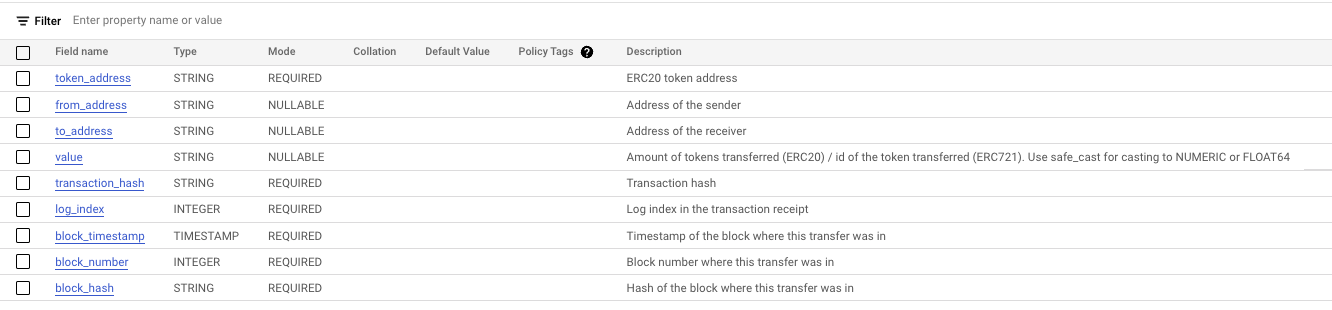 Filter Enter property name or value
Field name Type Mode Collation Default Value Policy Tags ? Description
token_address STRING REQUIRED ERC20 token address
from_address STRING NULLABLE Address of the sender
to_address STRING NULLABLE Address of the receiver
value STRING NULLABLE Amount of tokens transferred (ERC20) / id of the token transferred (ERC721). Use safe_cast for casting to NUMERIC or FLOAT64
transaction_hash STRING REQUIRED Transaction hash
log_index INTEGER REQUIRED Log index in the transaction receipt
block_timestamp TIMESTAMP REQUIRED Timestamp of the block where this transfer was in
block_number INTEGER REQUIRED Block number where this transfer was in
block_hash STRING REQUIRED Hash of the block where this transfer was in